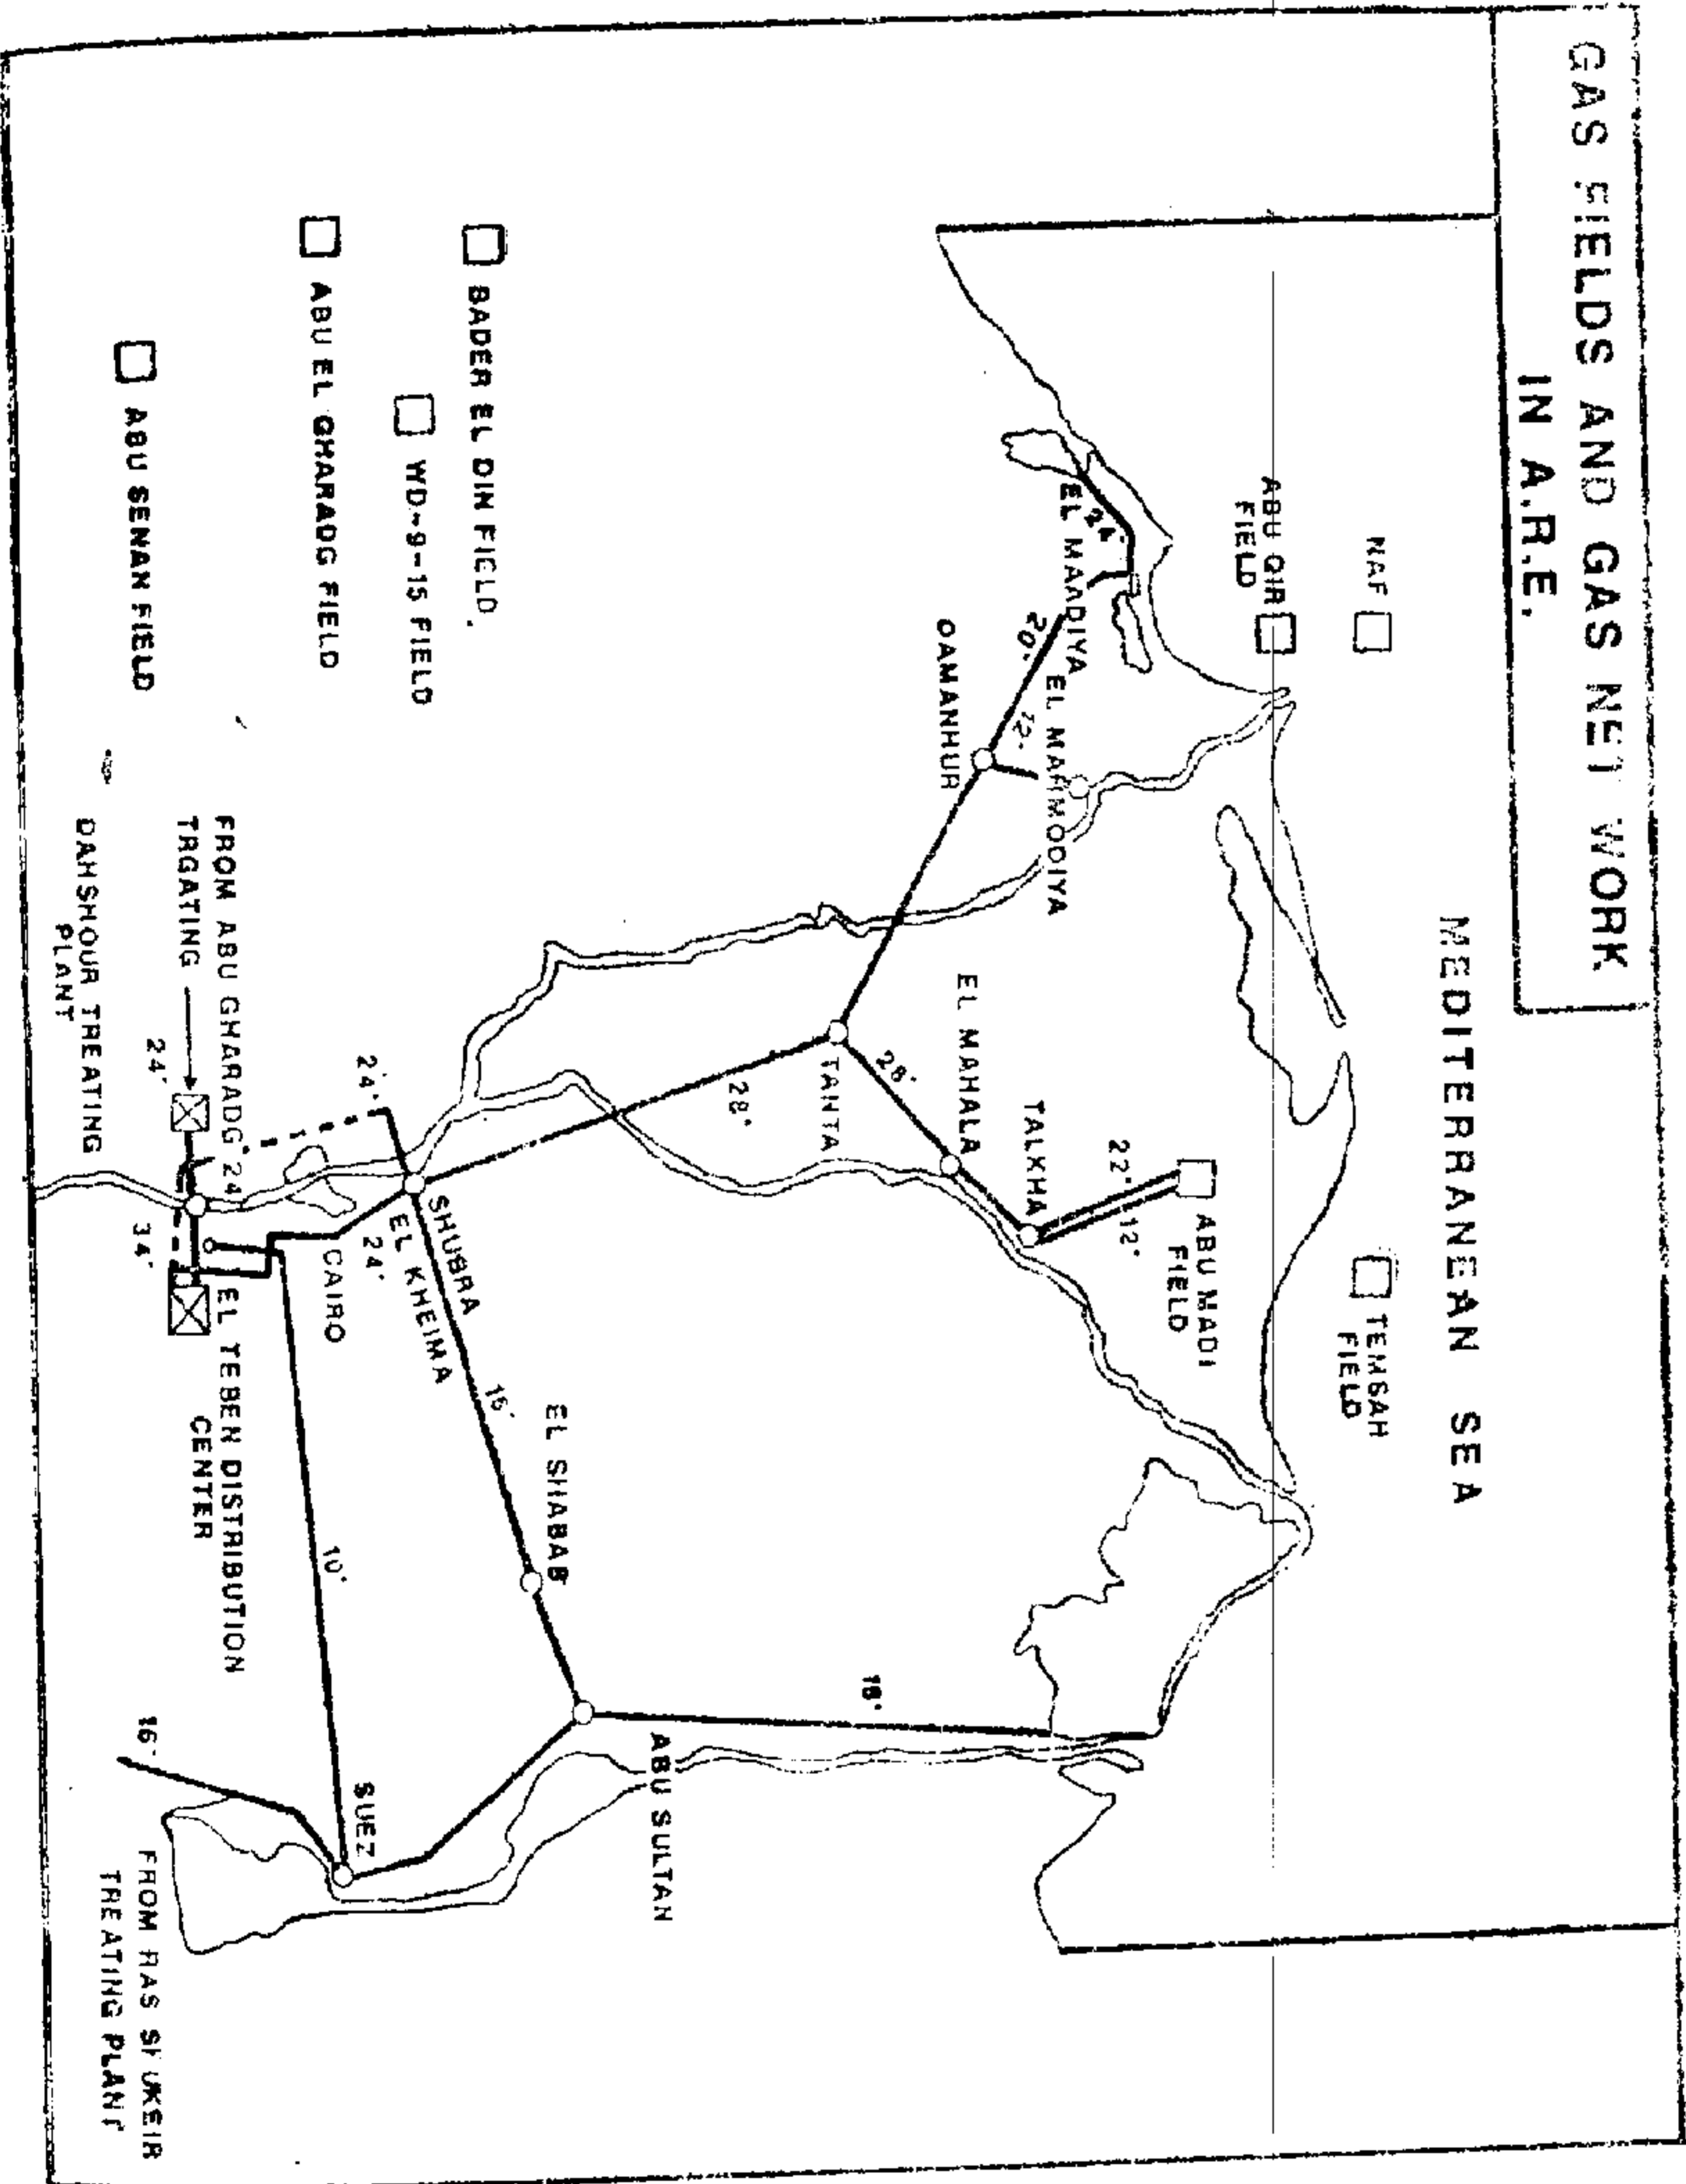 GAS FIELDS AND GAS NET WORK
IN A.R.E.
MEDITERRANEAN SEA
NAF
TEMSAH
FIELD
ABU QIR
FIELD
ABU MADI
FIELD
22"
12"
EL MAADIYA
24"
20"
EL MAHMODIYA
12"
DAMANHUR
TALKHA
EL MAHALA
28"
TANTA
28"
18"
BADER EL DIN FIELD
WD-9-15 FIELD
ABU EL GHARADG FIELD
ABU SENAN FIELD
ABU SULTAN
EL SHABAB
16"
SHUBRA
EL KHEIMA
24"
24"
CAIRO
SUEZ
10"
FROM ABU GHARADG 24"
TRGATING
24"
34"
EL TEBEN DISTRIBUTION
CENTER
DAHSHOUR TREATING
PLANT
16"
FROM RAS SHUKEIR
TREATING PLANT